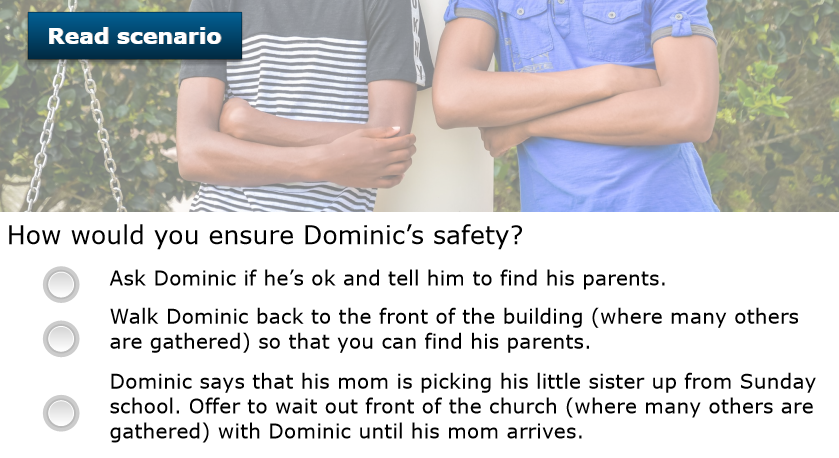 Read scenario
How would you ensure Dominic’s safety?
Ask Dominic if he’s ok and tell him to find his parents.
Walk Dominic back to the front of the building (where many others
are gathered) so that you can find his parents.
Dominic says that his mom is picking his little sister up from Sunday
school. Offer to wait out front of the church (where many others are
gathered) with Dominic until his mom arrives.